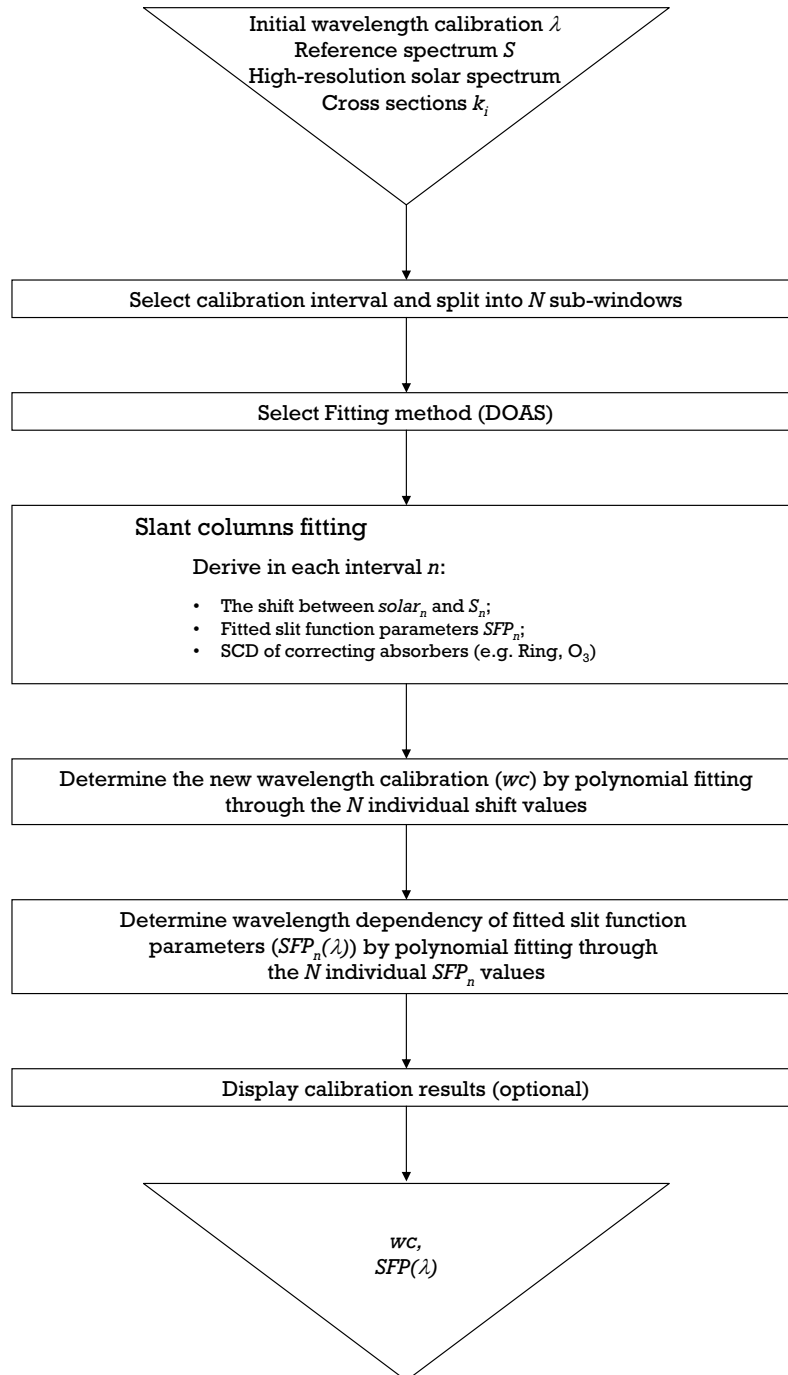 Initial wavelength calibration λ
Reference spectrum S
High-resolution solar spectrum
Cross sections kᵢ
Select calibration interval and split into N sub-windows
Select Fitting method (DOAS)
Slant columns fitting
Derive in each interval n:
• The shift between solarₙ and Sₙ;
• Fitted slit function parameters SFPₙ;
• SCD of correcting absorbers (e.g. Ring, O₃)
Determine the new wavelength calibration (wc) by polynomial fitting
through the N individual shift values
Determine wavelength dependency of fitted slit function
parameters (SFPₙ(λ)) by polynomial fitting through
the N individual SFPₙ values
Display calibration results (optional)
wc,
SFP(λ)